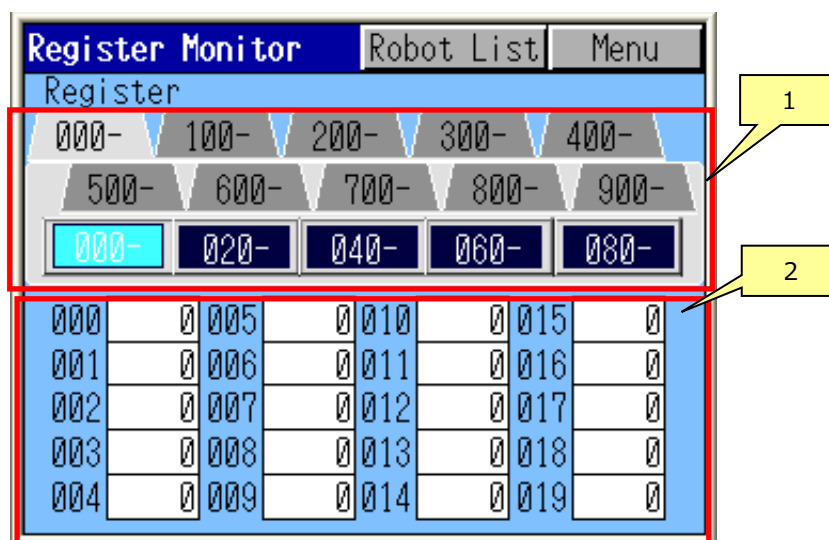 Register Monitor Robot List Menu
Register
000- 100- 200- 300- 400-
500- 600- 700- 800- 900-
000- 020- 040- 060- 080-
000 0 005 0 010 0 015 0
001 0 006 0 011 0 016 0
002 0 007 0 012 0 017 0
003 0 008 0 013 0 018 0
004 0 009 0 014 0 019 0
1
2